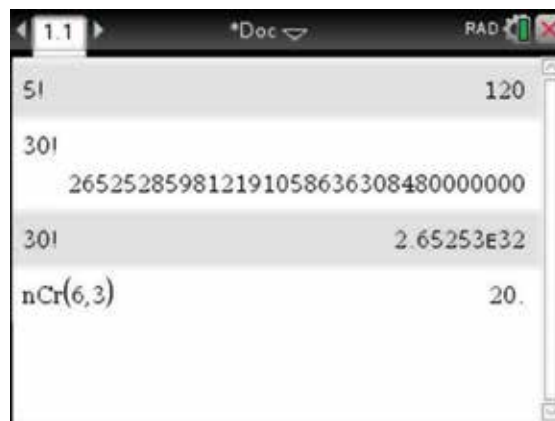 1.1 *Doc RAD
5! 120
30!
265252859812191058636308480000000
30! 2.65253E32
nCr(6,3) 20.